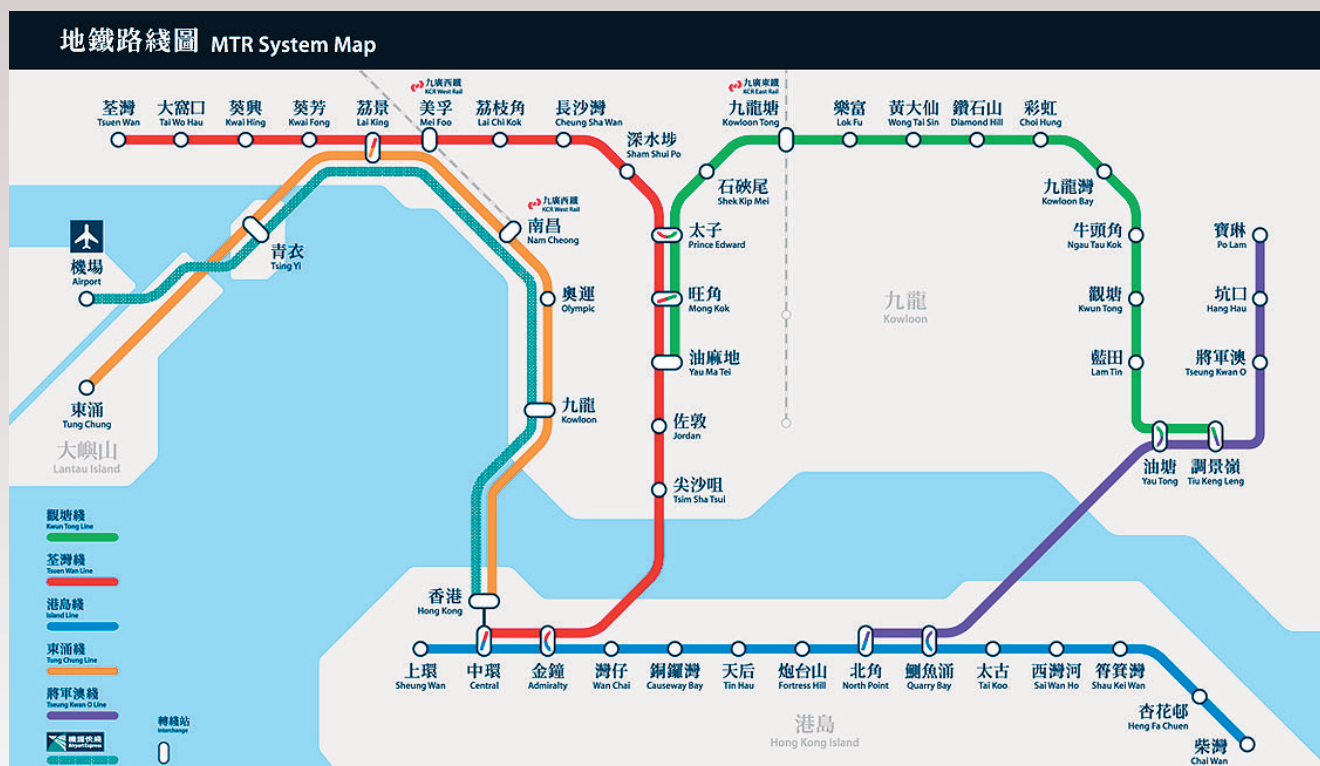 地鐵路綫圖 MTR System Map
荃灣
Tsuen Wan
大窩口
Tai Wo Hau
葵興
Kwai Hing
葵芳
Kwai Fong
荔景
Lai King
九廣西鐵
KCR West Rail
美孚
Mei Foo
荔枝角
Lai Chi Kok
長沙灣
Cheung Sha Wan
深水埗
Sham Shui Po
九廣東鐵
KCR East Rail
九龍塘
Kowloon Tong
樂富
Lok Fu
黃大仙
Wong Tai Sin
鑽石山
Diamond Hill
彩虹
Choi Hung
石硤尾
Shek Kip Mei
九龍灣
Kowloon Bay
九廣西鐵
KCR West Rail
南昌
Nam Cheong
太子
Prince Edward
牛頭角
Ngau Tau Kok
寶琳
Po Lam
青衣
Tsing Yi
機場
Airport
奧運
Olympic
旺角
Mong Kok
九龍
Kowloon
觀塘
Kwun Tong
坑口
Hang Hau
油麻地
Yau Ma Tei
藍田
Lam Tin
將軍澳
Tseung Kwan O
東涌
Tung Chung
大嶼山
Lantau Island
九龍
Kowloon
佐敦
Jordan
油塘
Yau Tong
調景嶺
Tiu Keng Leng
尖沙咀
Tsim Sha Tsui
觀塘綫
Kwun Tong Line
荃灣綫
Tsuen Wan Line
港島綫
Island Line
東涌綫
Tung Chung Line
將軍澳綫
Tseung Kwan O Line
機場快綫
Airport Express
轉綫站
Interchange
香港
Hong Kong
上環
Sheung Wan
中環
Central
金鐘
Admiralty
灣仔
Wan Chai
銅鑼灣
Causeway Bay
天后
Tin Hau
炮台山
Fortress Hill
北角
North Point
鰂魚涌
Quarry Bay
太古
Tai Koo
西灣河
Sai Wan Ho
筲箕灣
Shau Kei Wan
杏花邨
Heng Fa Chuen
柴灣
Chai Wan
港島
Hong Kong Island